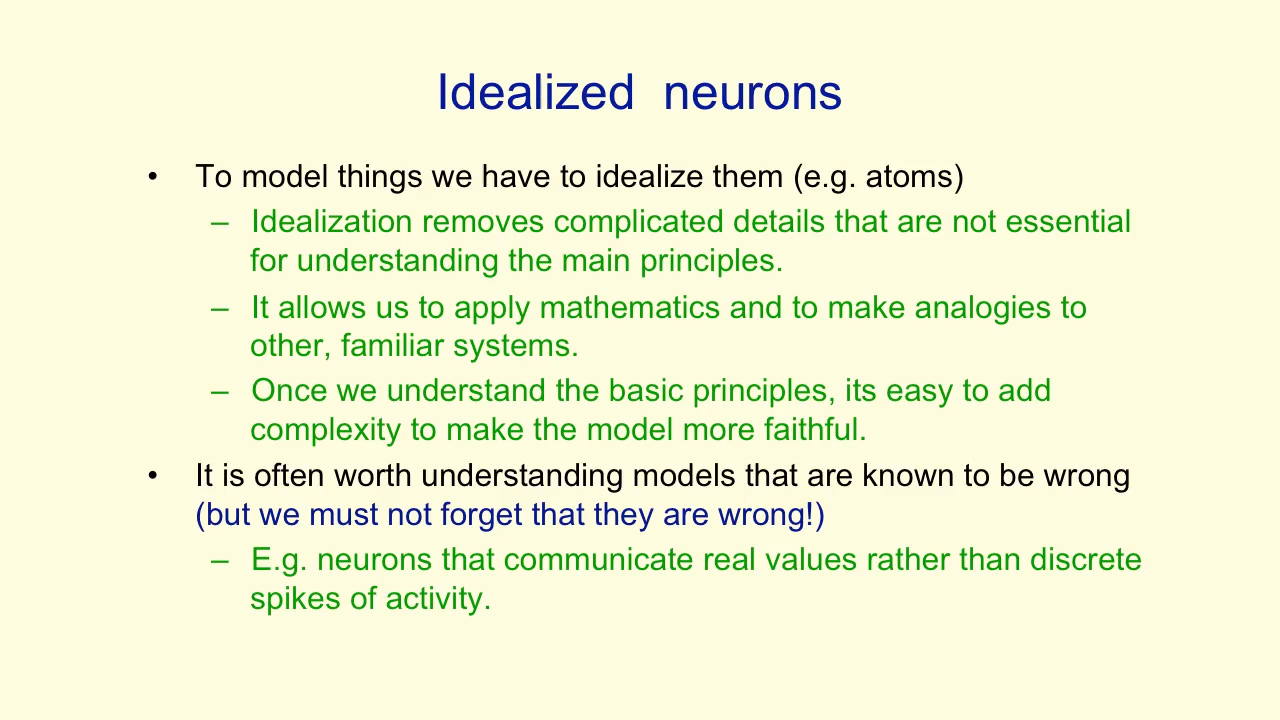 Idealized neurons
• To model things we have to idealize them (e.g. atoms)
– Idealization removes complicated details that are not essential
for understanding the main principles.
– It allows us to apply mathematics and to make analogies to
other, familiar systems.
– Once we understand the basic principles, its easy to add
complexity to make the model more faithful.
• It is often worth understanding models that are known to be wrong
(but we must not forget that they are wrong!)
– E.g. neurons that communicate real values rather than discrete
spikes of activity.